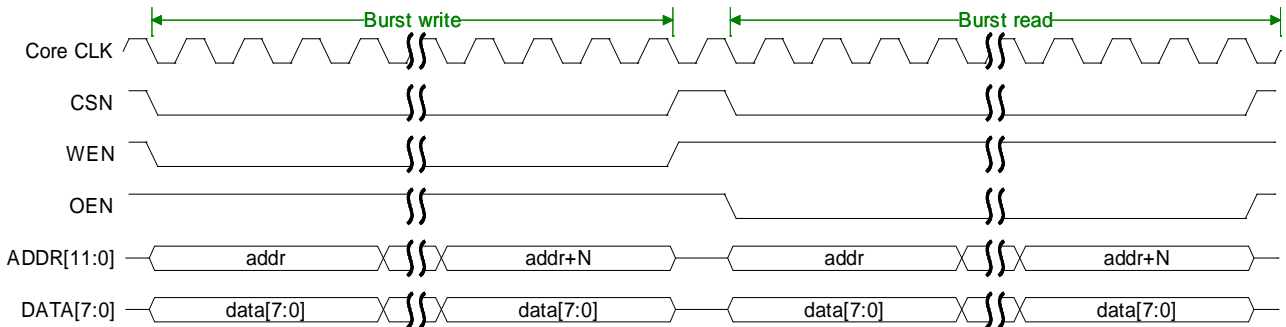 Burst write Burst read
Core CLK
CSN
WEN
OEN
ADDR[11:0] addr addr+N addr addr+N
DATA[7:0] data[7:0] data[7:0] data[7:0] data[7:0]